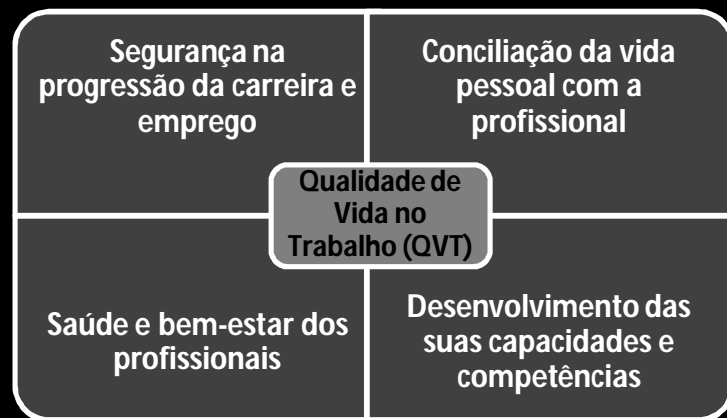 Segurança na
progressão da carreira e
emprego
Conciliação da vida
pessoal com a
profissional
Qualidade de
Vida no
Trabalho (QVT)
Saúde e bem-estar dos
profissionais
Desenvolvimento das
suas capacidades e
competências